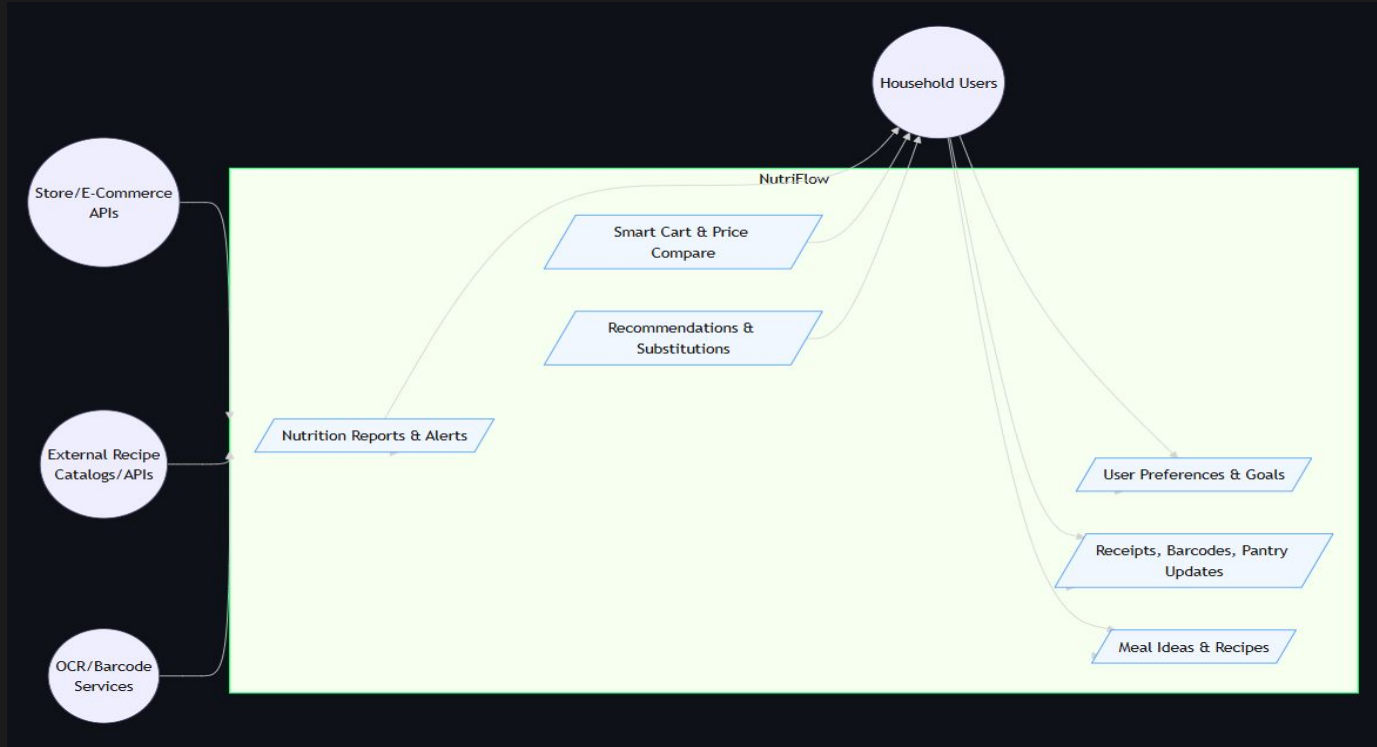 Household Users
Store/E-Commerce
APIs
NutriFlow
Smart Cart & Price
Compare
Recommendations &
Substitutions
Nutrition Reports & Alerts
External Recipe
Catalogs/APIs
User Preferences & Goals
Receipts, Barcodes, Pantry
Updates
Meal Ideas & Recipes
OCR/Barcode
Services